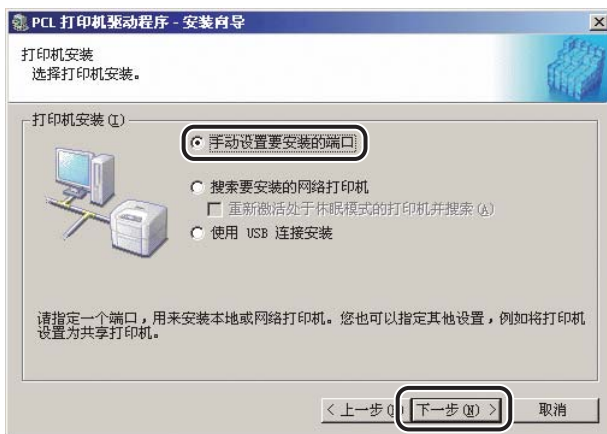 PCL 打印机驱动程序 - 安装向导
打印机安装
选择打印机安装。
打印机安装(I)
手动设置要安装的端口
搜索要安装的网络打印机
重新激活处于休眠模式的打印机并搜索(A)
使用 USB 连接安装
请指定一个端口，用来安装本地或网络打印机。您也可以指定其他设置，例如将打印机
设置为共享打印机。
< 上一步 下一步(N) > 取消